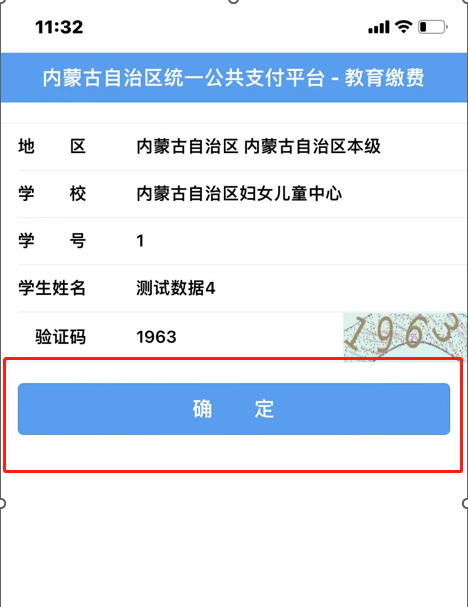 11:32
内蒙古自治区统一公共支付平台 - 教育缴费
地 区 内蒙古自治区 内蒙古自治区本级
学 校 内蒙古自治区妇女儿童中心
学 号 1
学生姓名 测试数据4
验证码 1963 1963
确 定